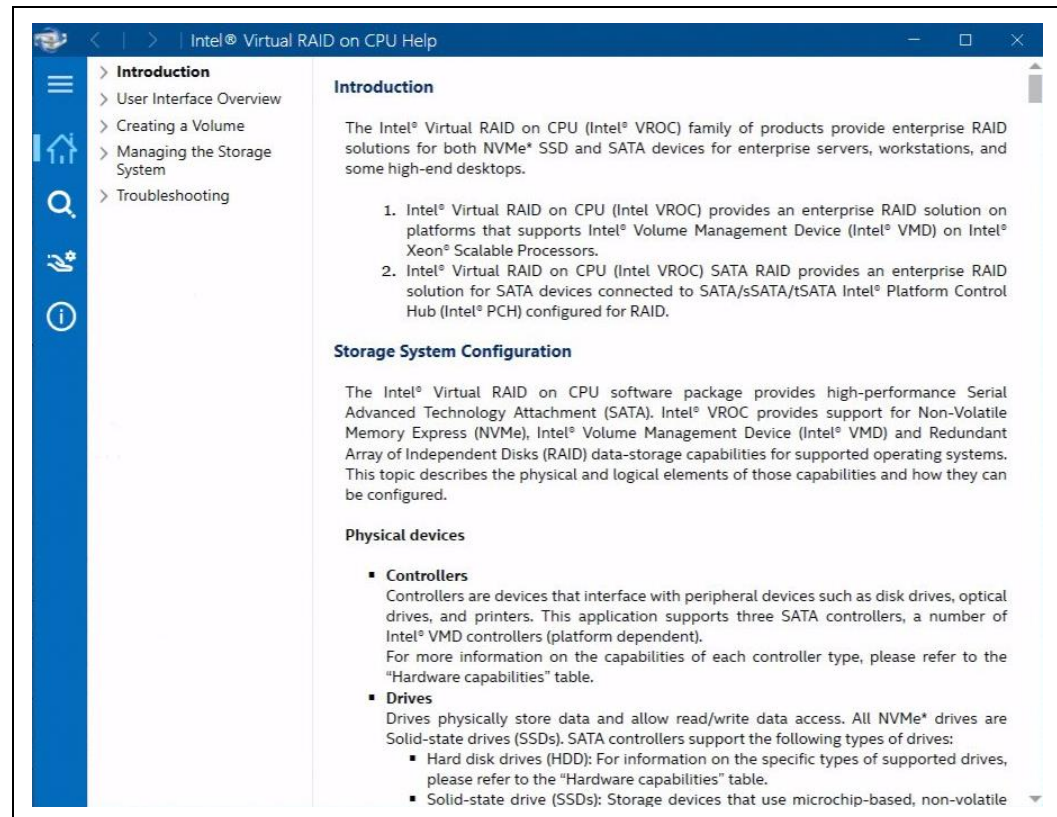 Intel® Virtual RAID on CPU Help
Introduction
User Interface Overview
Creating a Volume
Managing the Storage
System
Troubleshooting
Introduction
The Intel® Virtual RAID on CPU (Intel® VROC) family of products provide enterprise RAID
solutions for both NVMe* SSD and SATA devices for enterprise servers, workstations, and
some high-end desktops.
1. Intel® Virtual RAID on CPU (Intel VROC) provides an enterprise RAID solution on
platforms that supports Intel® Volume Management Device (Intel® VMD) on Intel®
Xeon® Scalable Processors.
2. Intel® Virtual RAID on CPU (Intel VROC) SATA RAID provides an enterprise RAID
solution for SATA devices connected to SATA/sSATA/tSATA Intel® Platform Control
Hub (Intel® PCH) configured for RAID.
Storage System Configuration
The Intel® Virtual RAID on CPU software package provides high-performance Serial
Advanced Technology Attachment (SATA). Intel® VROC provides support for Non-Volatile
Memory Express (NVMe), Intel® Volume Management Device (Intel® VMD) and Redundant
Array of Independent Disks (RAID) data-storage capabilities for supported operating systems.
This topic describes the physical and logical elements of those capabilities and how they can
be configured.
Physical devices
▪ Controllers
Controllers are devices that interface with peripheral devices such as disk drives, optical
drives, and printers. This application supports three SATA controllers, a number of
Intel® VMD controllers (platform dependent).
For more information on the capabilities of each controller type, please refer to the
“Hardware capabilities” table.
▪ Drives
Drives physically store data and allow read/write data access. All NVMe* drives are
Solid-state drives (SSDs). SATA controllers support the following types of drives:
▪ Hard disk drives (HDD): For information on the specific types of supported drives,
please refer to the “Hardware capabilities” table.
▪ Solid-state drive (SSDs): Storage devices that use microchip-based, non-volatile